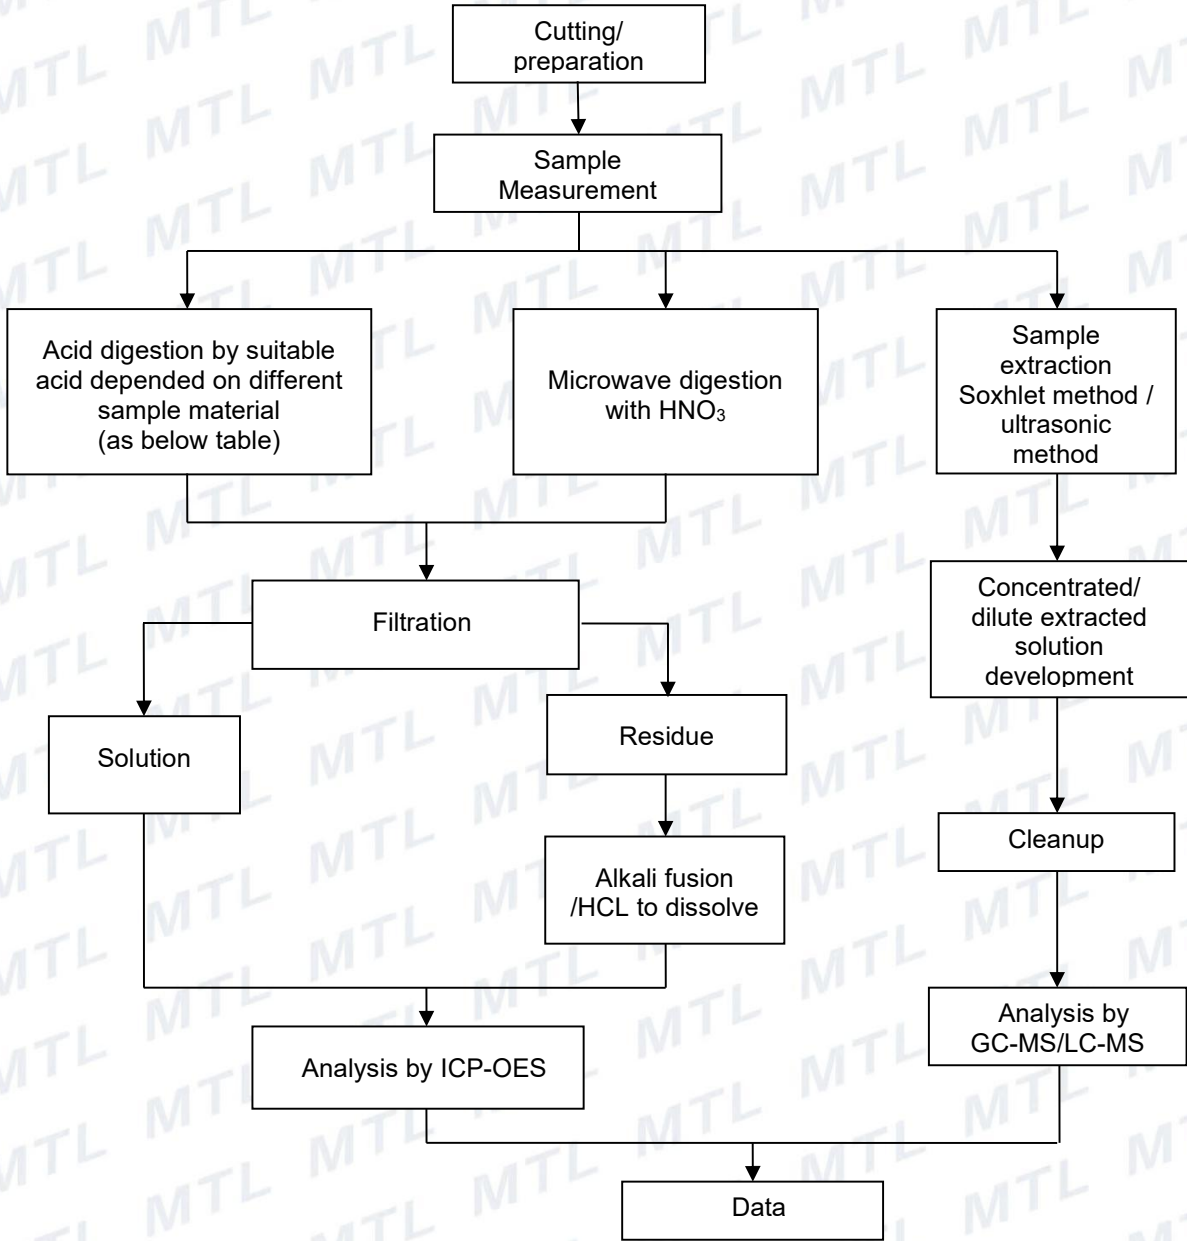 Cutting/
preparation
Sample
Measurement
Acid digestion by suitable
acid depended on different
sample material
(as below table)
Microwave digestion
with HNO₃
Sample
extraction
Soxhlet method /
ultrasonic
method
Concentrated/
dilute extracted
solution
development
Filtration
Solution
Residue
Cleanup
Alkali fusion
/HCL to dissolve
Analysis by
GC-MS/LC-MS
Analysis by ICP-OES
Data
MTL